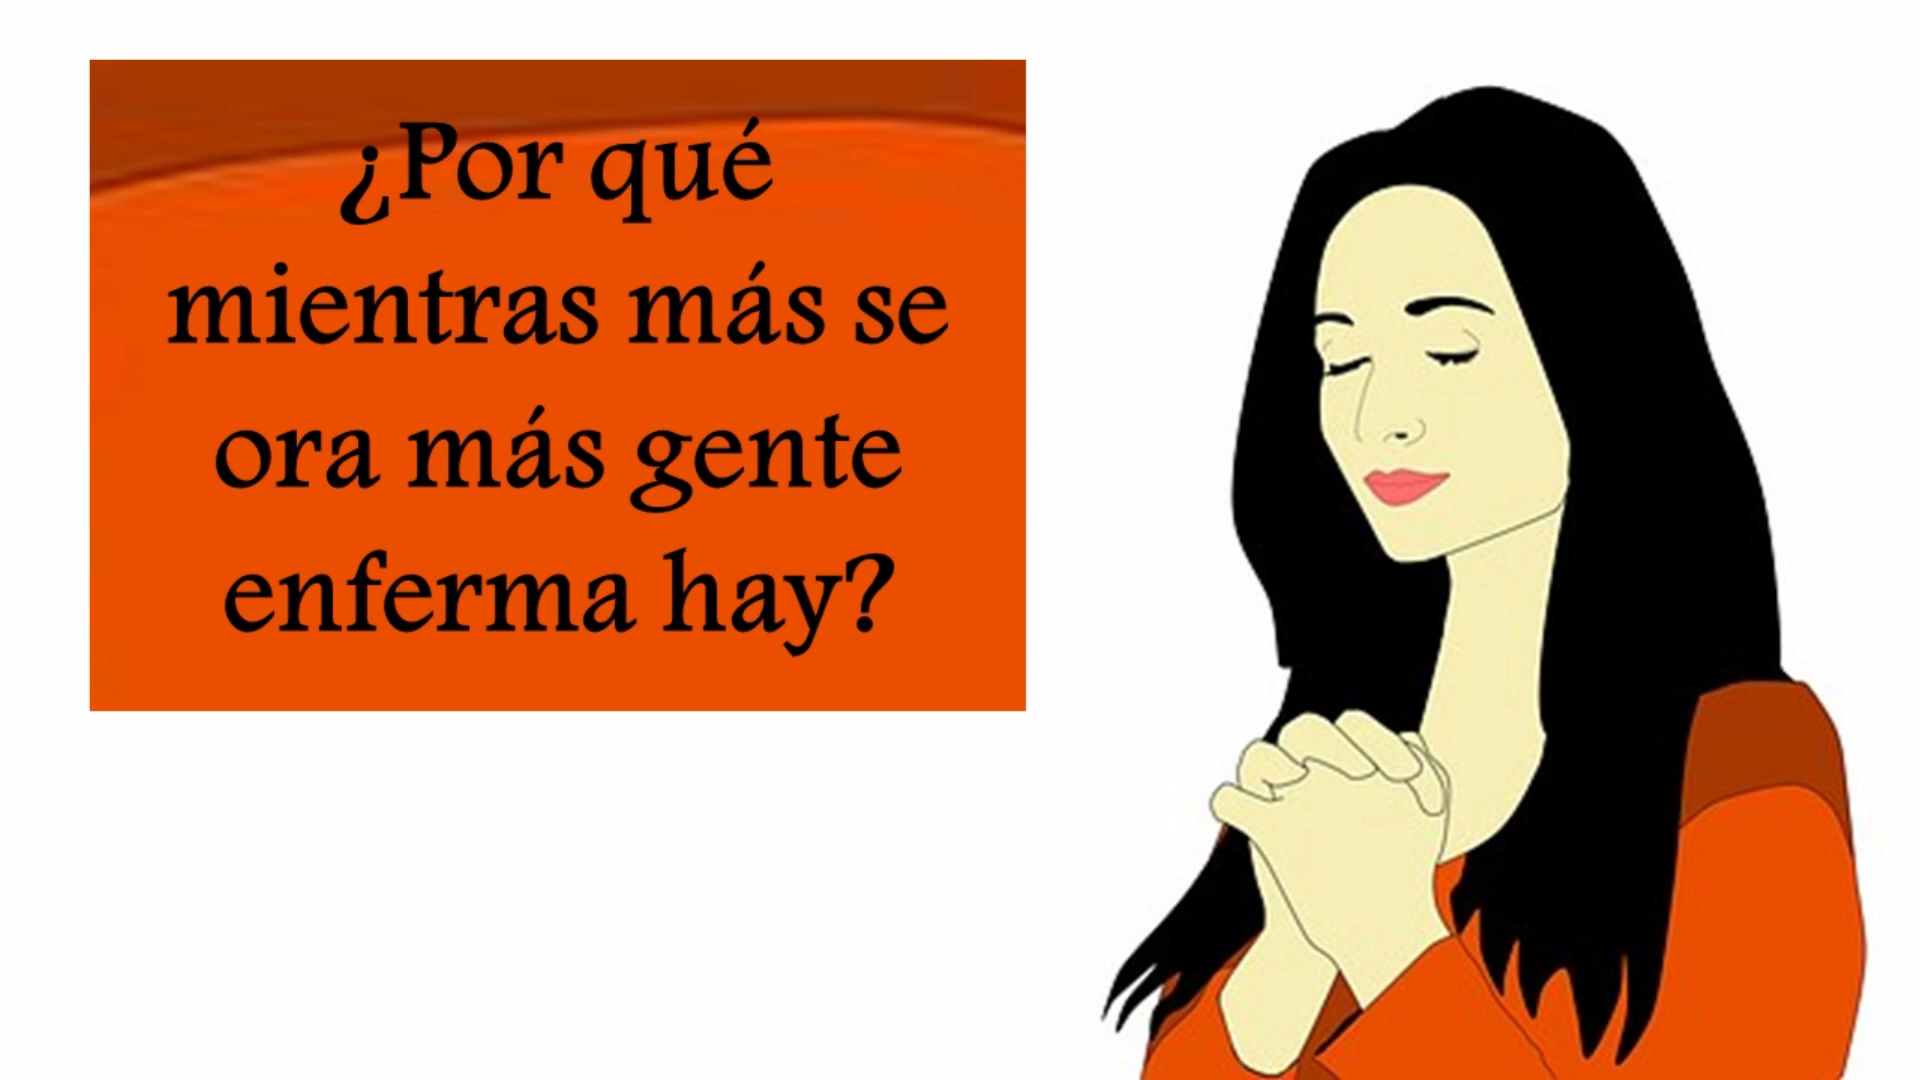 ¿Por qué
mientras más se
ora más gente
enferma hay?